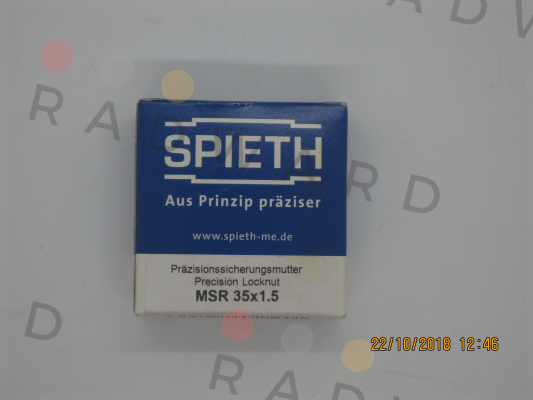 SPIETH
Aus Prinzip präziser
www.spieth-me.de
Präzisionssicherungsmutter
Precision Locknut
MSR 35x1.5
22/10/2018 12:46
RADWARD